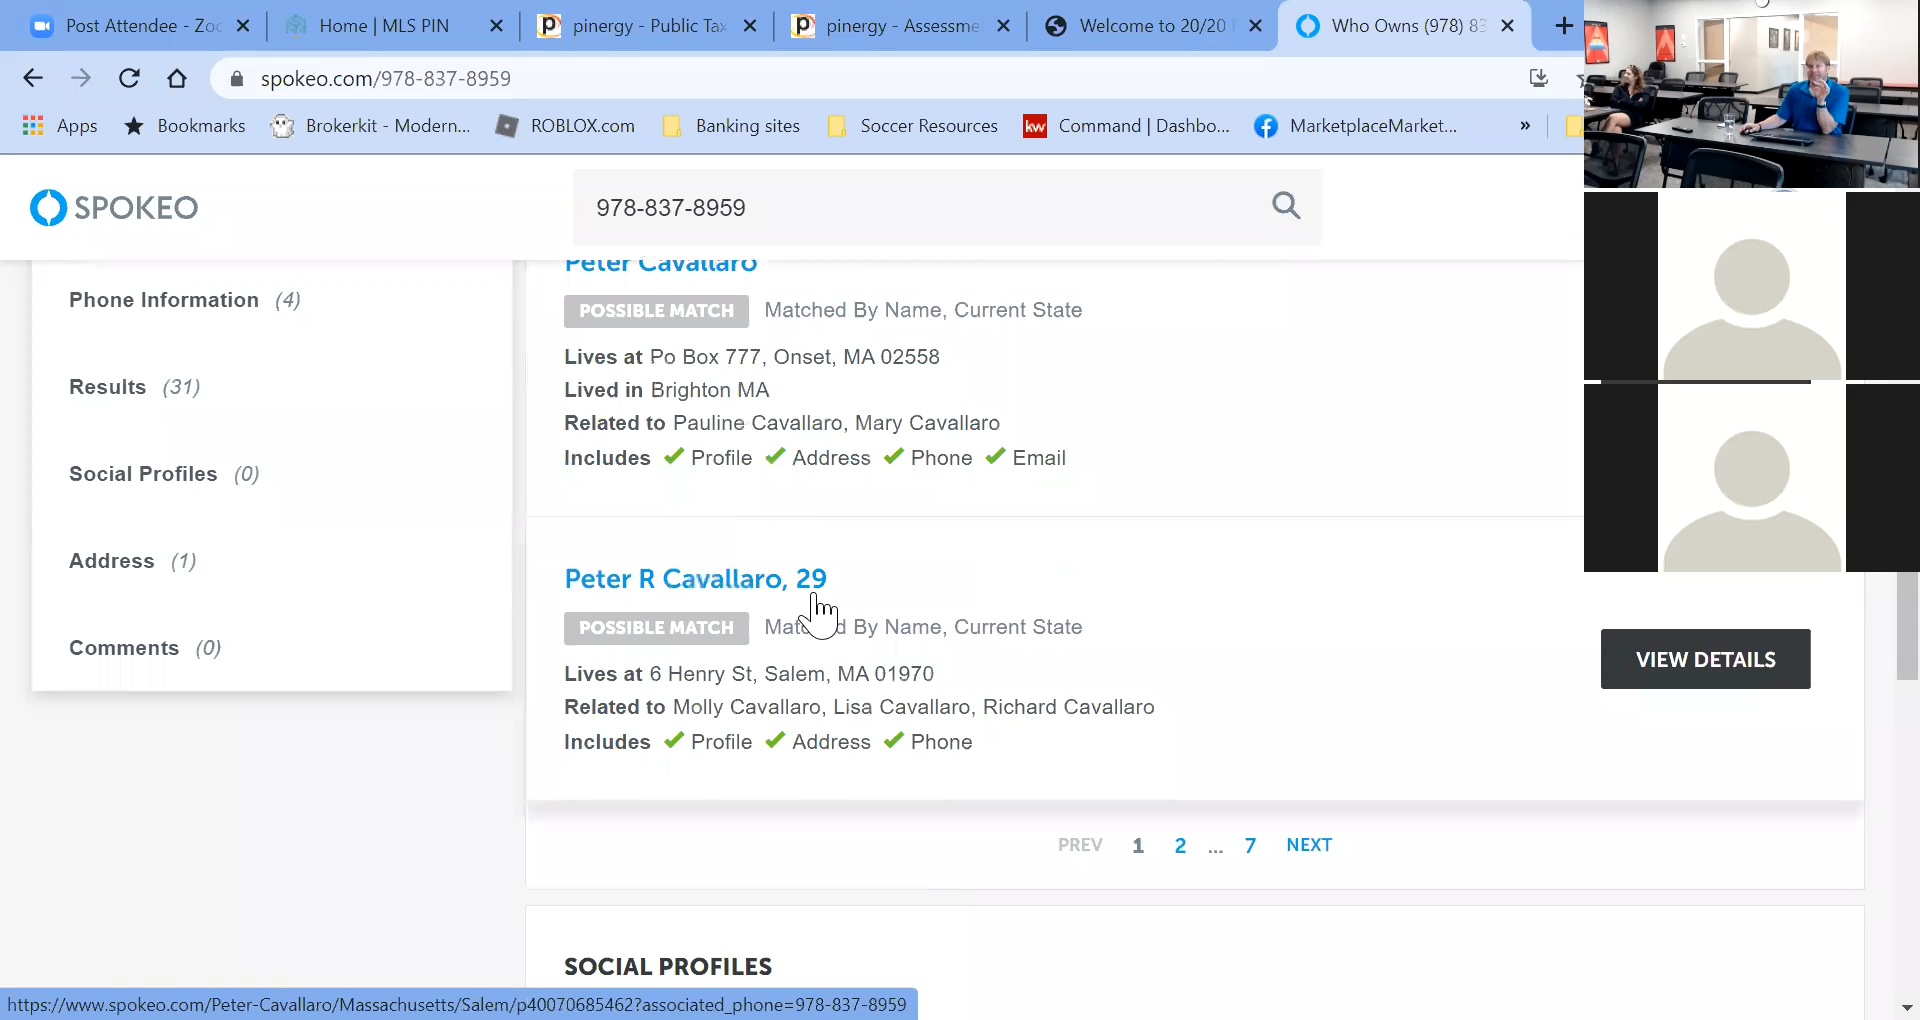 Post Attendee - Zoo
Home | MLS PIN
pinergy - Public Tax
pinergy - Assessme
Welcome to 20/20
Who Owns (978) 83
spokeo.com/978-837-8959
Apps
Bookmarks
Brokerkit - Modern...
ROBLOX.com
Banking sites
Soccer Resources
kw
Command | Dashbo...
MarketplaceMarket...
»
SPOKEO
978-837-8959
Phone Information (4)
Results (31)
Social Profiles (0)
Address (1)
Comments (0)
Peter Cavallaro
POSSIBLE MATCH Matched By Name, Current State
Lives at Po Box 777, Onset, MA 02558
Lived in Brighton MA
Related to Pauline Cavallaro, Mary Cavallaro
Includes Profile Address Phone Email
Peter R Cavallaro, 29
POSSIBLE MATCH Matched By Name, Current State
Lives at 6 Henry St, Salem, MA 01970
Related to Molly Cavallaro, Lisa Cavallaro, Richard Cavallaro
Includes Profile Address Phone
VIEW DETAILS
PREV 1 2 ... 7 NEXT
SOCIAL PROFILES
https://www.spokeo.com/Peter-Cavallaro/Massachusetts/Salem/p40070685462?associated_phone=978-837-8959